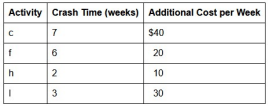 Activity Crash Time (weeks) Additional Cost per Week
c 7 $40
f 6 20
h 2 10
l 3 30